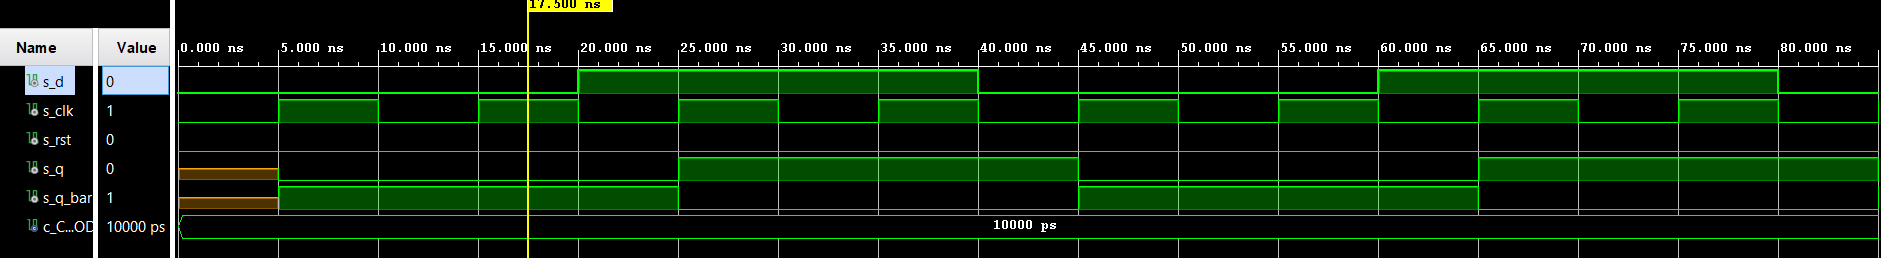 17.500 ns
Name Value
0.000 ns 5.000 ns 10.000 ns 15.000 ns 20.000 ns 25.000 ns 30.000 ns 35.000 ns 40.000 ns 45.000 ns 50.000 ns 55.000 ns 60.000 ns 65.000 ns 70.000 ns 75.000 ns 80.000 ns
s_d 0
s_clk 1
s_rst 0
s_q 0
s_q_bar 1
c_C...OD 10000 ps 10000 ps